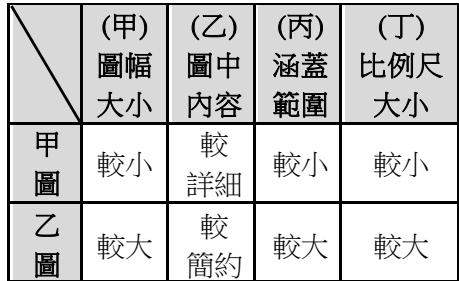 (甲) (乙) (丙) (丁)
圖幅 圖中 涵蓋 比例尺
大小 內容 範圍 大小
甲圖 較小 較詳細 較小 較小
乙圖 較大 較簡約 較大 較大